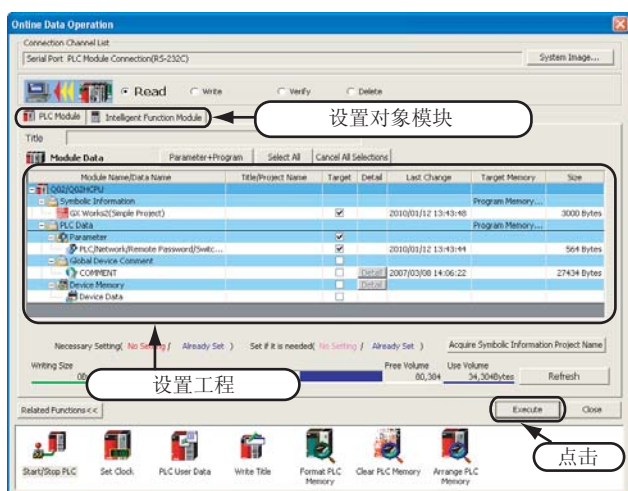 Online Data Operation
Connection Channel List
Serial Port PLC Module Connection(RS-232C)
System Image...
Read Write Verify Delete
PLC Module Intelligent Function Module
设置对象模块
Title
Module Data Parameter+Program Select All Cancel All Selections
Module Name/Data Name Title/Project Name Target Detail Last Change Target Memory Size
Q02/Q02HCPU
Symbolic Information Program Memory...
GX Works2(Simple Project) 2010/01/12 13:43:48 3000 Bytes
PLC Data Program Memory...
Parameter
PLC/Network/Remote Password/Switc... 2010/01/12 13:43:44 564 Bytes
Global Device Comment
COMMENT Detail 2007/03/08 14:06:22 27434 Bytes
Device Memory Detail
Device Data
Necessary Setting( No Setting / Already Set ) Set if it is needed( No Setting / Already Set ) Acquire Symbolic Information Project Name
Writing Size Free Volume Use Volume
80,384 34,304Bytes Refresh
设置工程
Related Functions<< Execute Close
点击
Start/Stop PLC Set Clock PLC User Data Write Title Format PLC Memory Clear PLC Memory Arrange PLC Memory